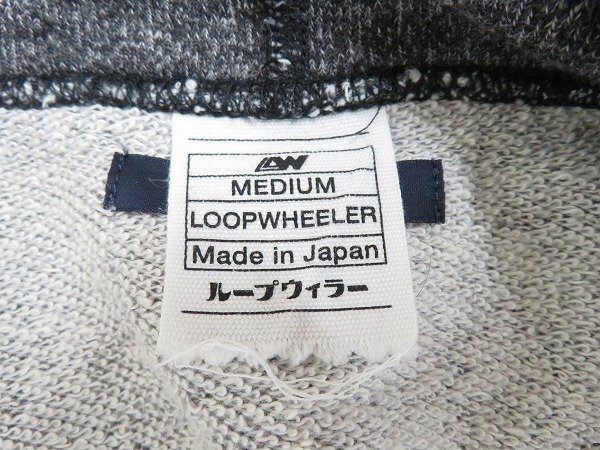 LW
MEDIUM
LOOPWHEELER
Made in Japan
ループウィラー